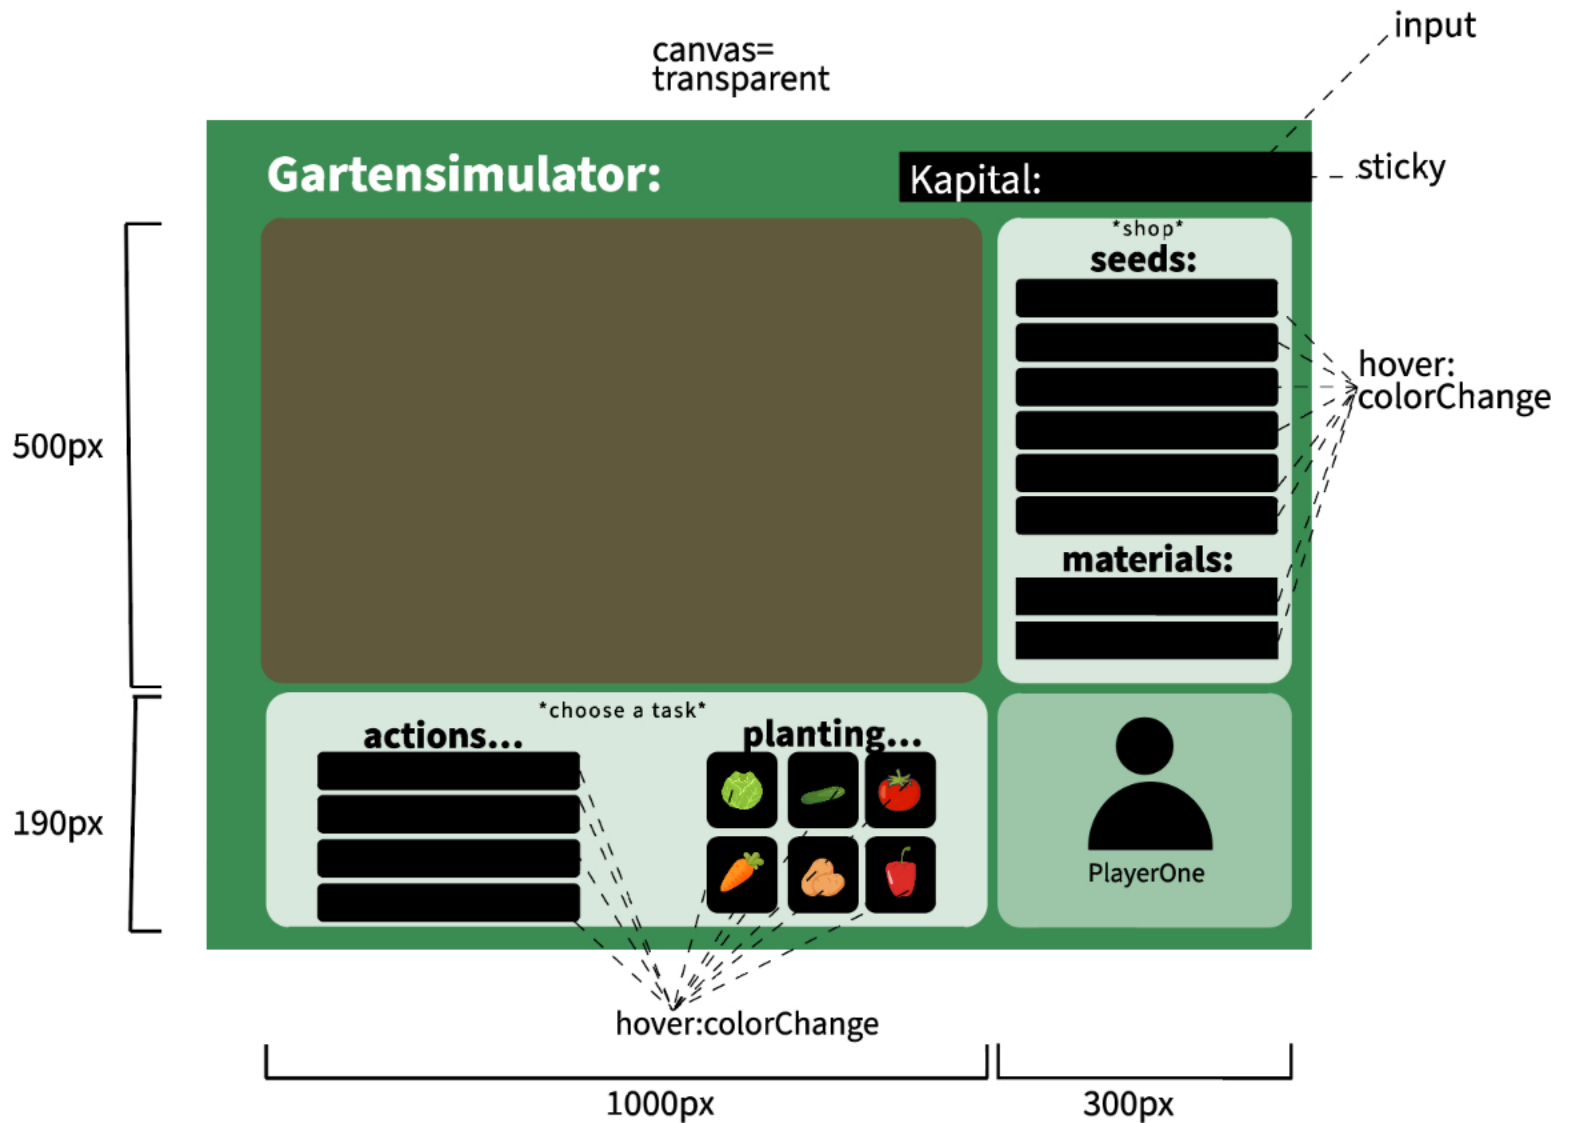 input
canvas=
transparent
Gartensimulator:
Kapital:
sticky
*shop*
seeds:
hover:
colorChange
500px
materials:
*choose a task*
actions...
planting...
190px
PlayerOne
hover:colorChange
1000px
300px